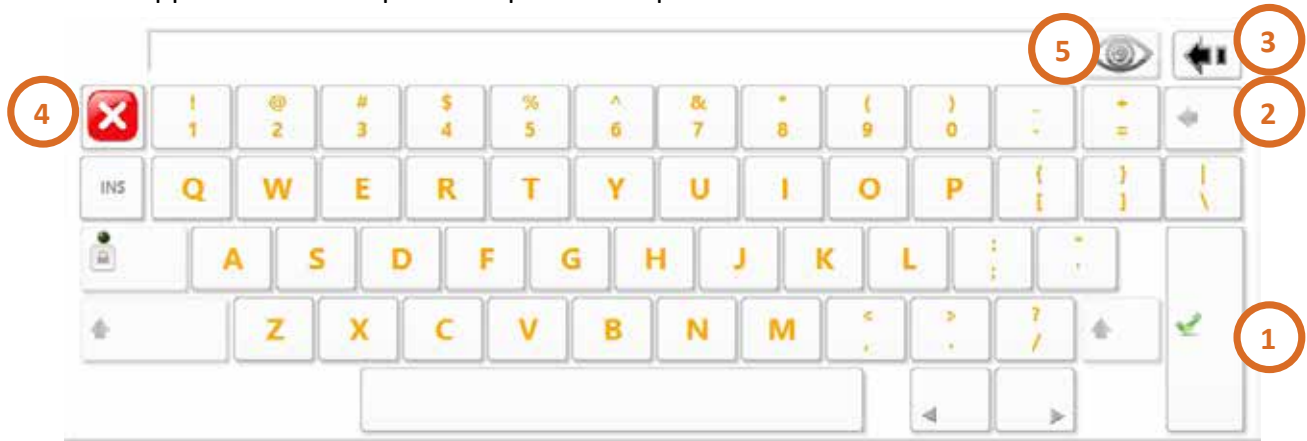 5 3
4 ! 1 @ 2 # 3 $ 4 % 5 ^ 6 & 7 * 8 ( 9 ) 0 _ - + = 2
INS Q W E R T Y U I O P { [ } ] | \
A S D F G H J K L : ; " '
Z X C V B N M < , > . ? / 1